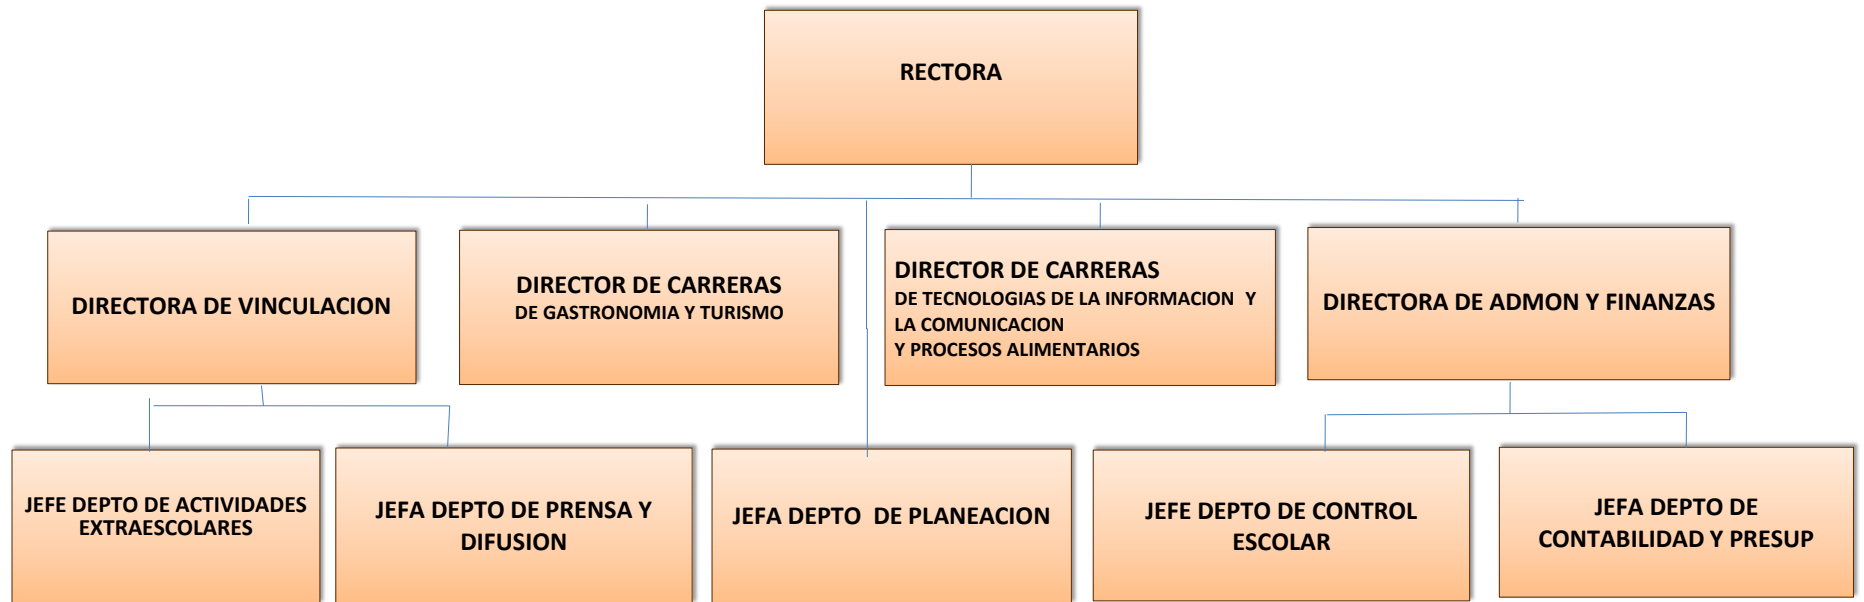 RECTORA
DIRECTORA DE VINCULACION
DIRECTOR DE CARRERAS
DE GASTRONOMIA Y TURISMO
DIRECTOR DE CARRERAS
DE TECNOLOGIAS DE LA INFORMACION Y
LA COMUNICACION
Y PROCESOS ALIMENTARIOS
DIRECTORA DE ADMON Y FINANZAS
JEFE DEPTO DE ACTIVIDADES
EXTRAESCOLARES
JEFA DEPTO DE PRENSA Y
DIFUSION
JEFA DEPTO DE PLANEACION
JEFE DEPTO DE CONTROL
ESCOLAR
JEFA DEPTO DE
CONTABILIDAD Y PRESUP